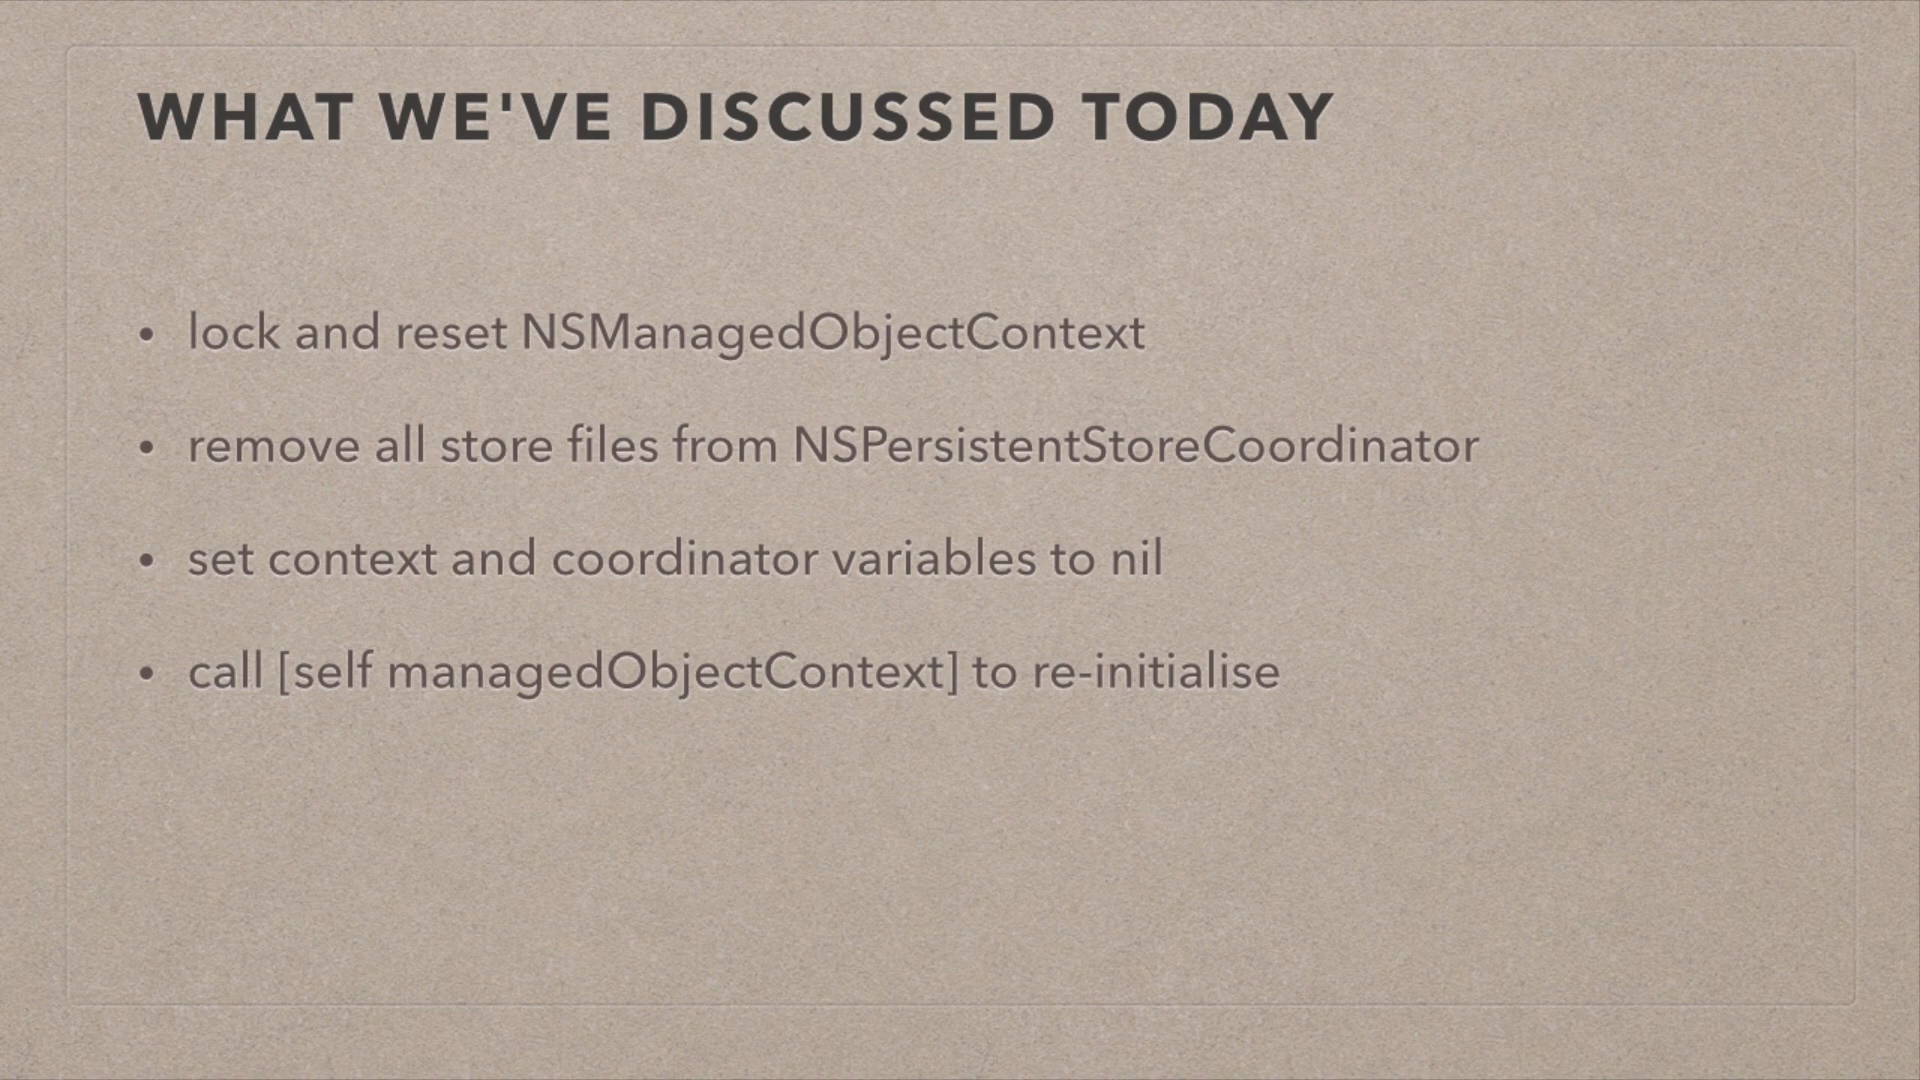 WHAT WE'VE DISCUSSED TODAY
• lock and reset NSManagedObjectContext
• remove all store files from NSPersistentStoreCoordinator
• set context and coordinator variables to nil
• call [self managedObjectContext] to re-initialise